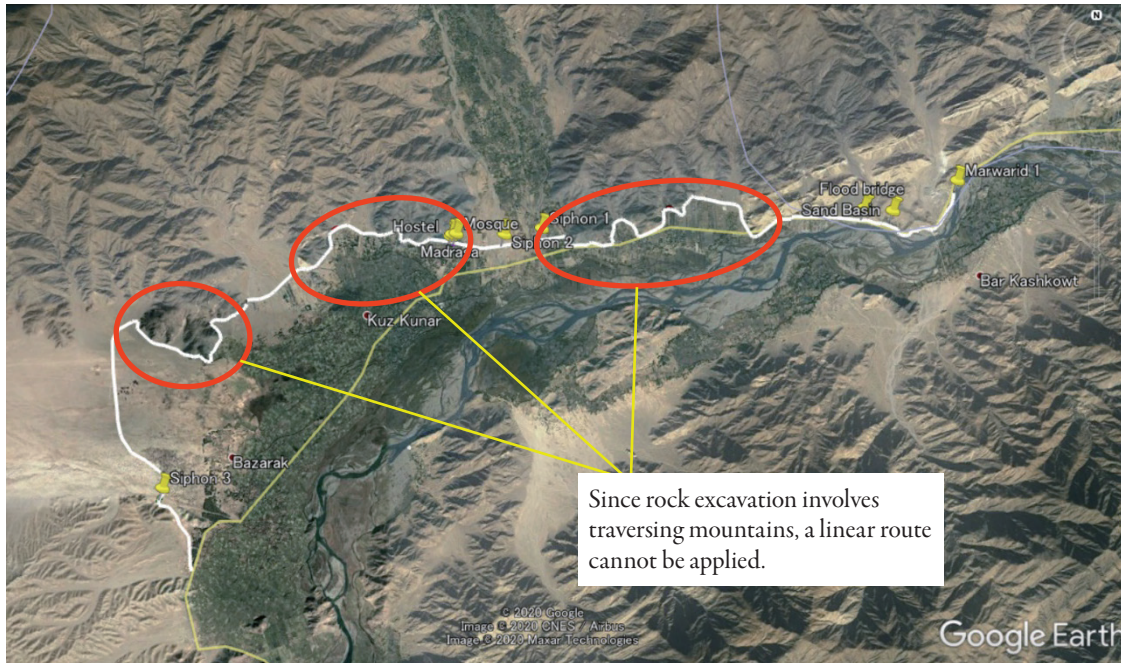 N
Marwarid 1
Flood bridge
Sand Basin
Siphon 1
Hostel
Mosque
Siphon 2
Madrasa
Bar Kashkowt
Kuz Kunar
Bazarak
Siphon 3
Since rock excavation involves
traversing mountains, a linear route
cannot be applied.
© 2020 Google
Image © 2020 CNES / Airbus
Image © 2020 Maxar Technologies
Google Earth